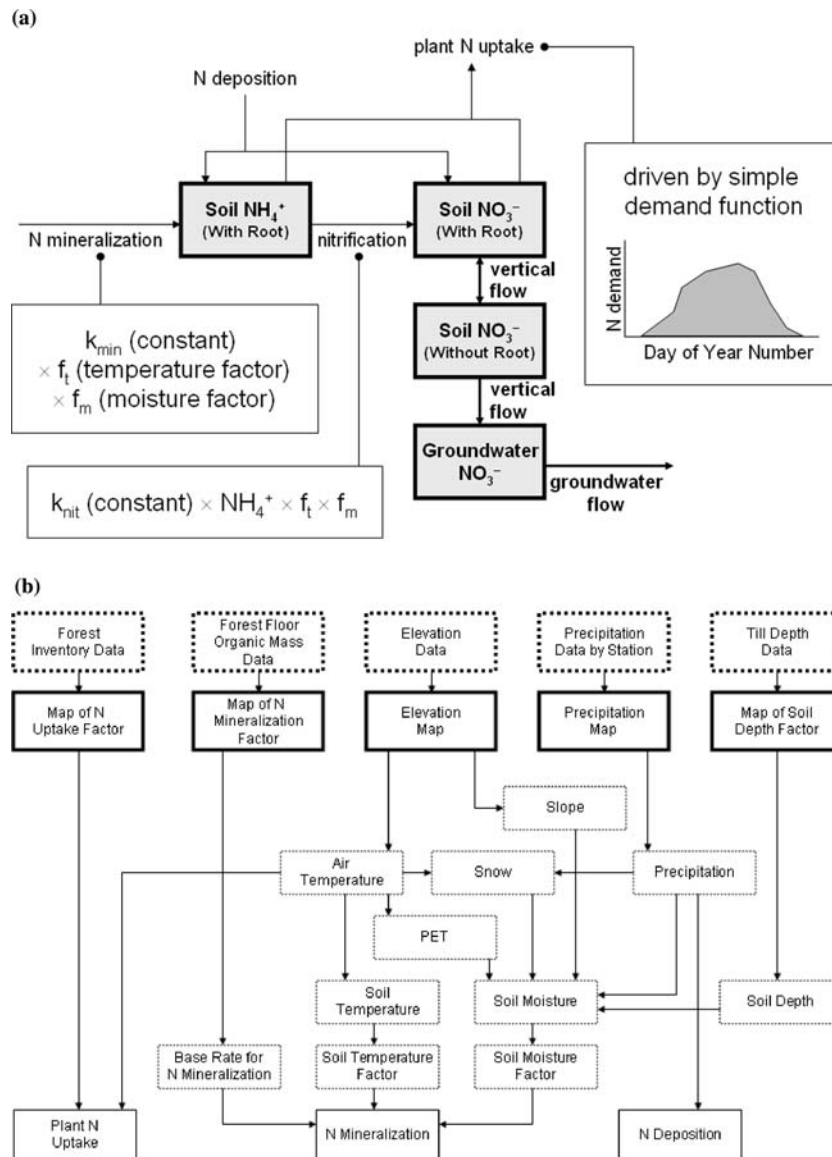 (a)
plant N uptake
N deposition
driven by simple
demand function
N demand
Day of Year Number
Soil NH₄⁺
(With Root)
Soil NO₃⁻
(With Root)
N mineralization
nitrification
vertical
flow
kmin (constant)
× ft (temperature factor)
× fm (moisture factor)
Soil NO₃⁻
(Without Root)
vertical
flow
Groundwater
NO₃⁻
groundwater
flow
knit (constant) × NH₄⁺ × ft × fm
(b)
Forest
Inventory Data
Forest Floor
Organic Mass
Data
Elevation
Data
Precipitation
Data by Station
Till Depth
Data
Map of N
Uptake Factor
Map of N
Mineralization
Factor
Elevation
Map
Precipitation
Map
Map of Soil
Depth Factor
Slope
Air
Temperature
Snow
Precipitation
PET
Soil
Temperature
Soil Moisture
Soil Depth
Base Rate for
N Mineralization
Soil Temperature
Factor
Soil Moisture
Factor
Plant N
Uptake
N Mineralization
N Deposition